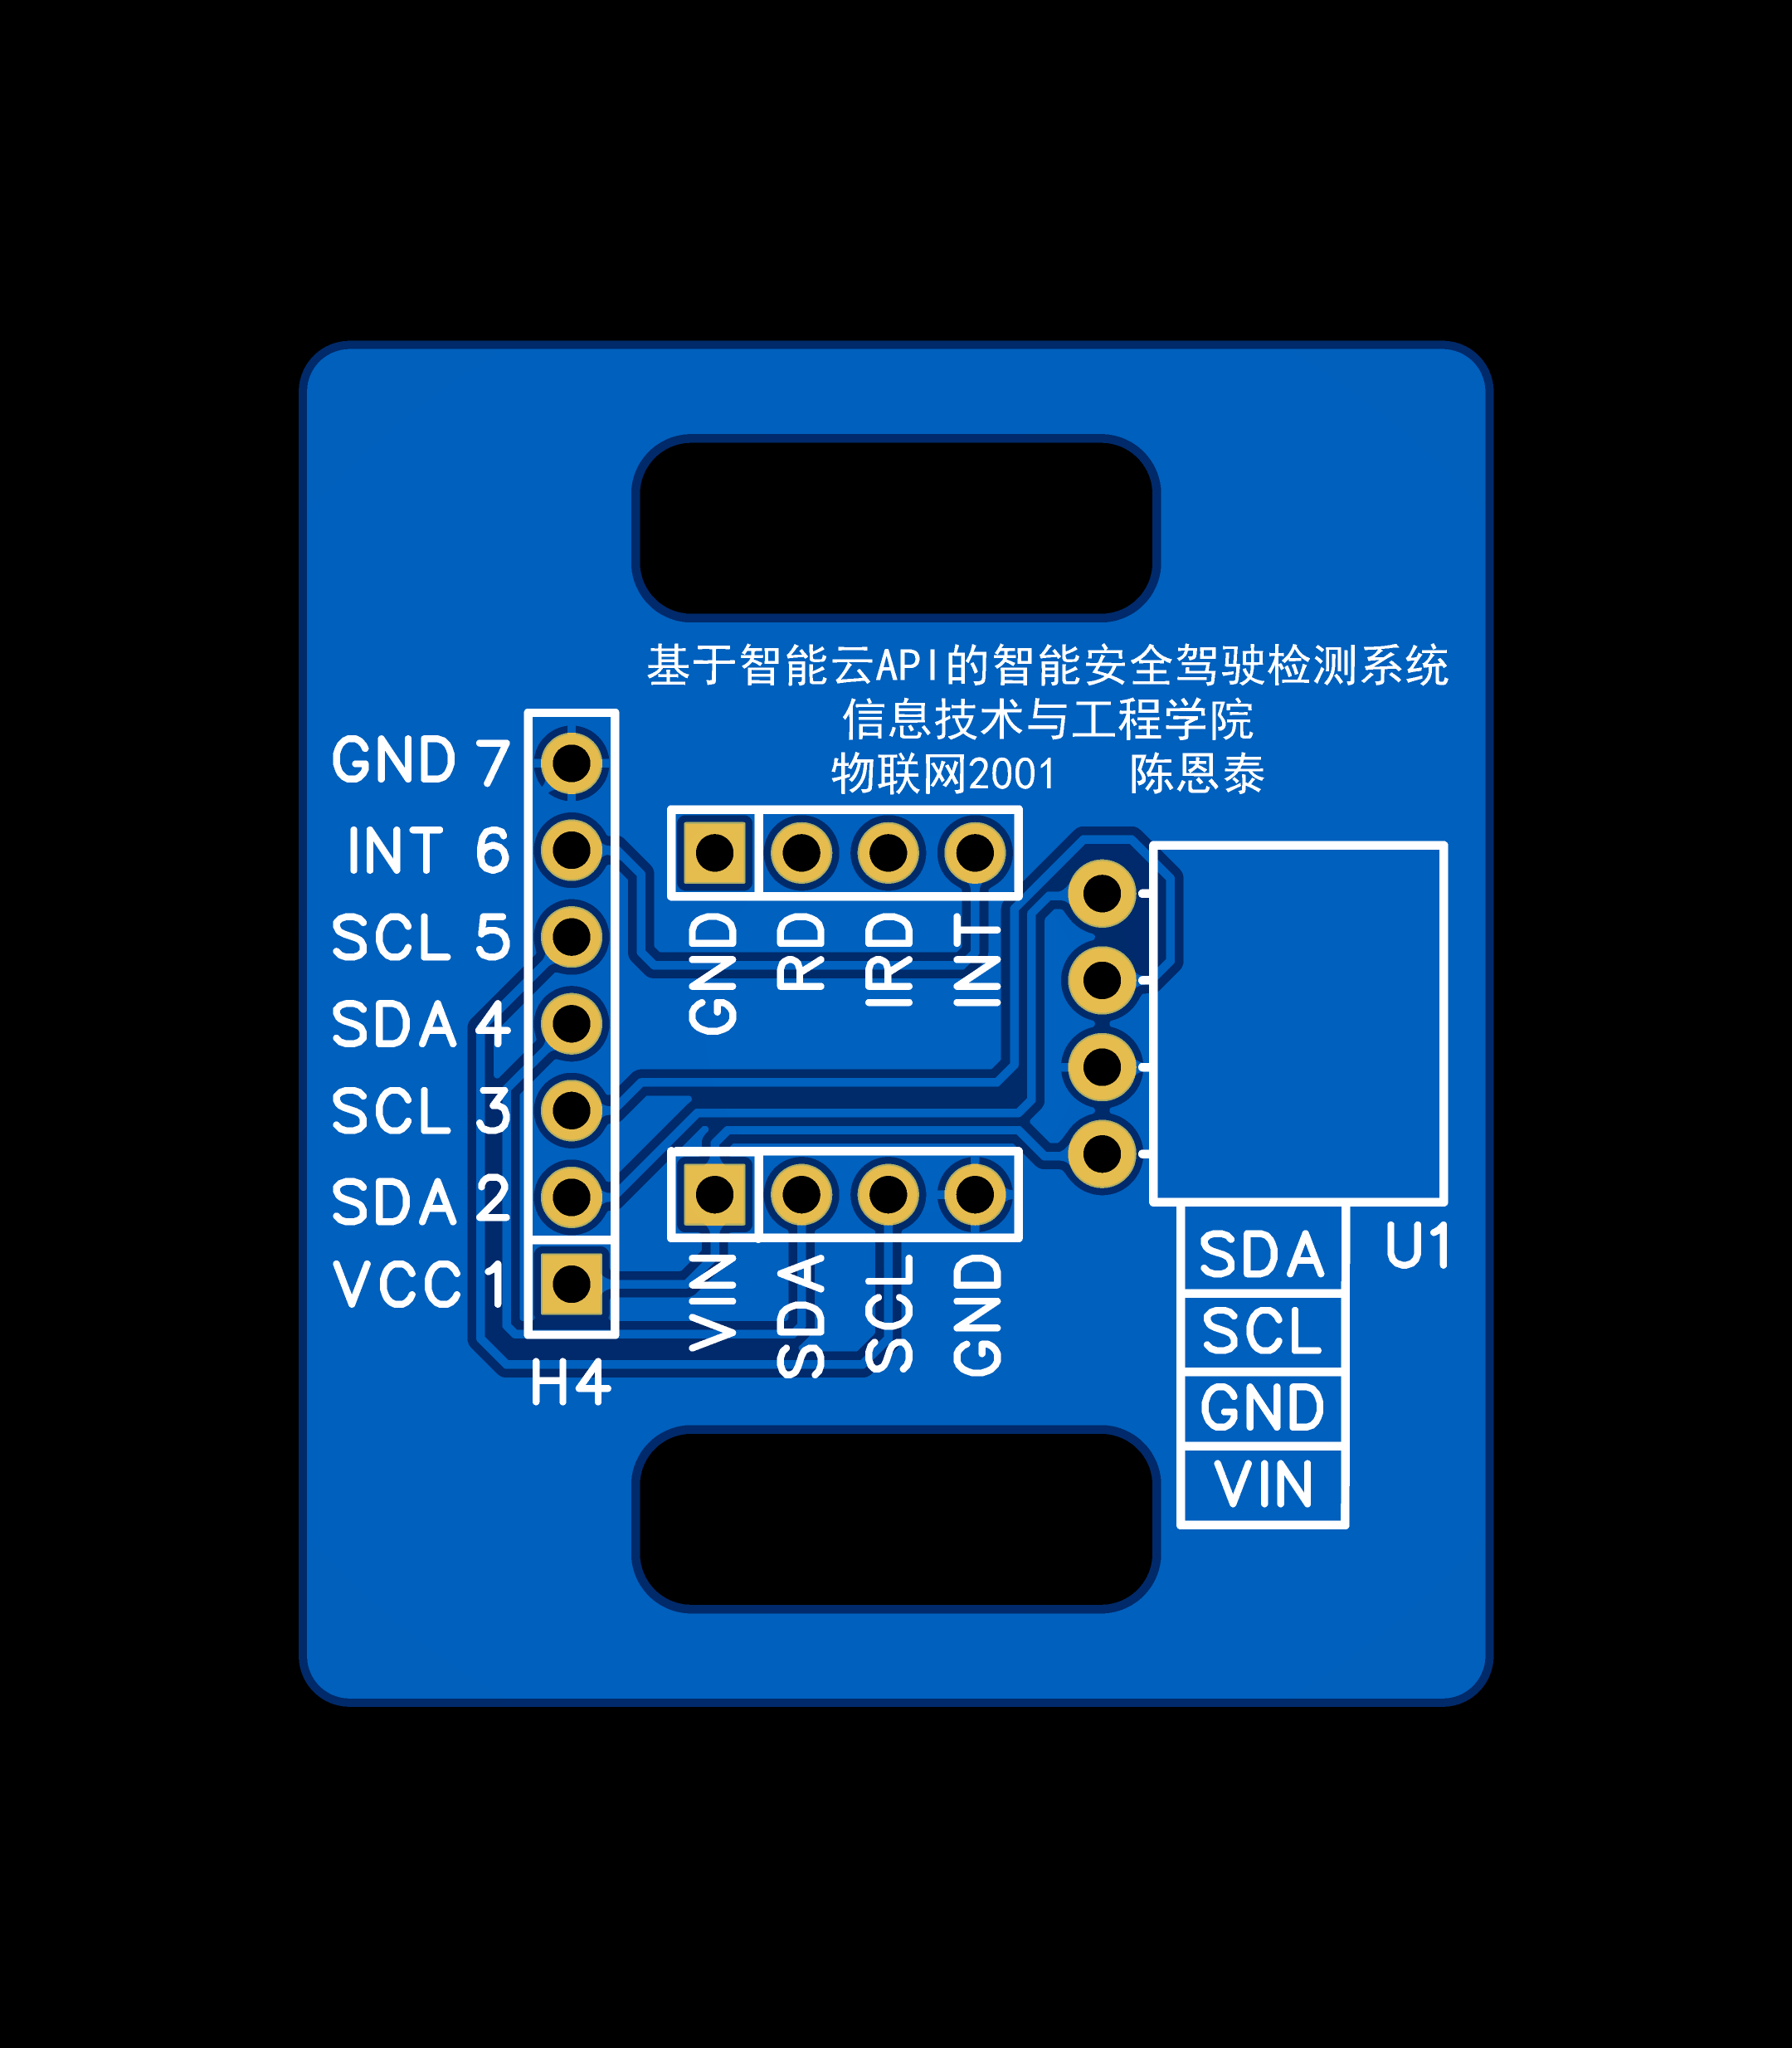 基于智能云API的智能安全驾驶检测系统
信息技术与工程学院
物联网2001 陈恩泰
GND 7
INT 6
SCL 5
SDA 4
SCL 3
SDA 2
VCC 1
H4
GND
RD
IRD
INT
VIN
SDA
SCL
GND
U1
SDA
SCL
GND
VIN